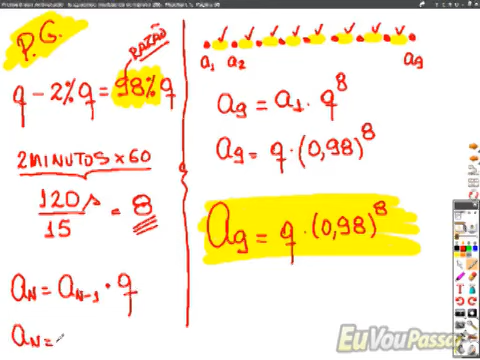 P.G.
RAZÃO
q - 2%q = 98%q
2 MINUTOS x 60
120s/15 = 8
aN = aN-1 · q
aN =
a1 a2 a9
a9 = a1 · q^8
a9 = q · (0,98)^8
a9 = q · (0,98)^8
EuVouPassar